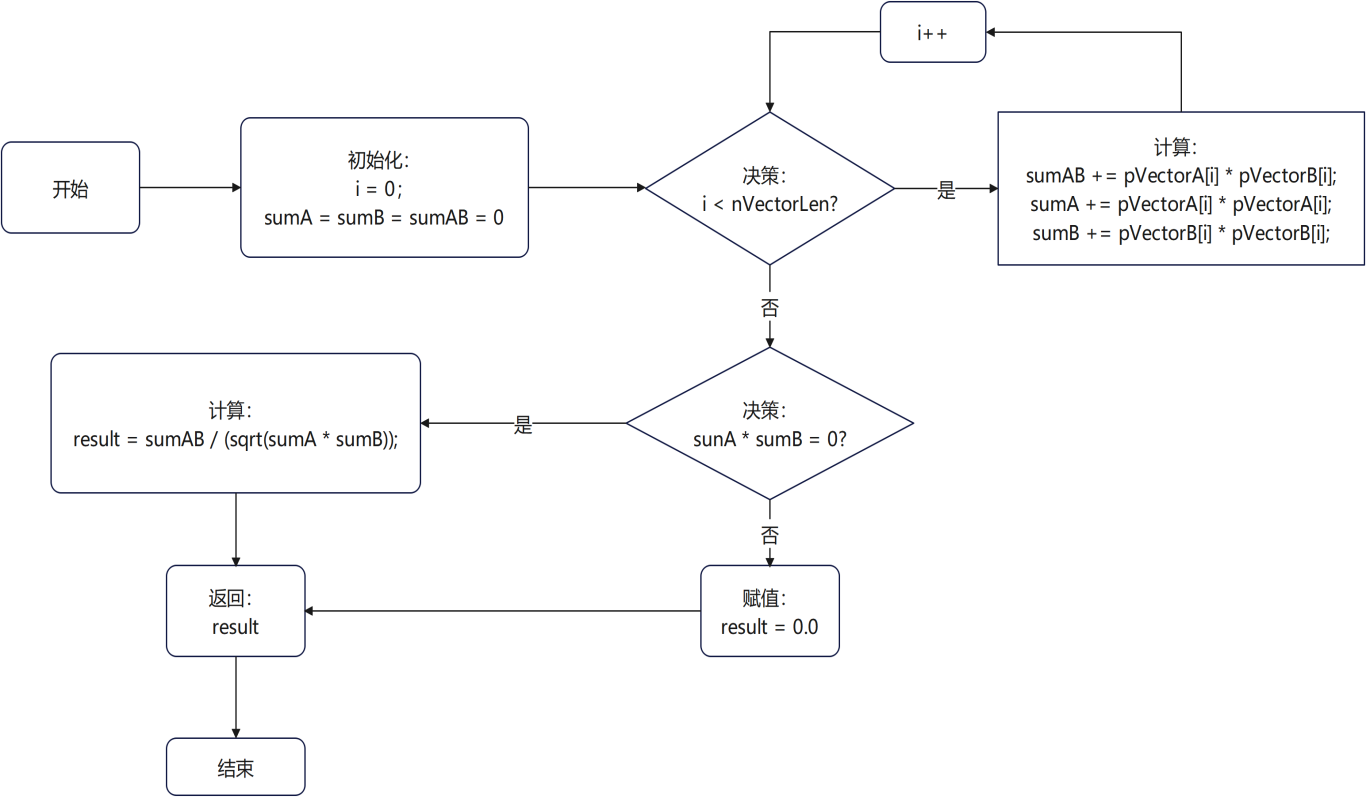 i++
开始
初始化：
i = 0;
sumA = sumB = sumAB = 0
决策：
i < nVectorLen?
是
计算：
sumAB += pVectorA[i] * pVectorB[i];
sumA += pVectorA[i] * pVectorA[i];
sumB += pVectorB[i] * pVectorB[i];
否
决策：
sunA * sumB = 0?
是
计算：
result = sumAB / (sqrt(sumA * sumB));
否
赋值：
result = 0.0
返回：
result
结束